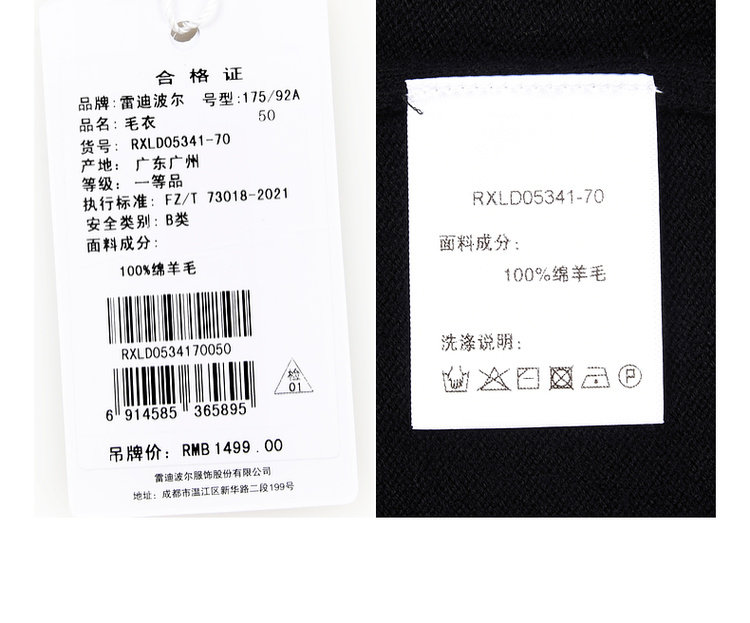 合格证
品牌: 雷迪波尔 号型: 175/92A
50
品名: 毛衣
货号: RXLD05341-70
产地: 广东广州
等级: 一等品
执行标准: FZ/T 73018-2021
安全类别: B类
面料成分:
100%绵羊毛
RXLD0534170050
检
01
6 914585 365895
吊牌价: RMB 1499.00
雷迪波尔服饰股份有限公司
地址: 成都市温江区新华路二段199号
RXLD05341-70
面料成分:
100%绵羊毛
洗涤说明:
P